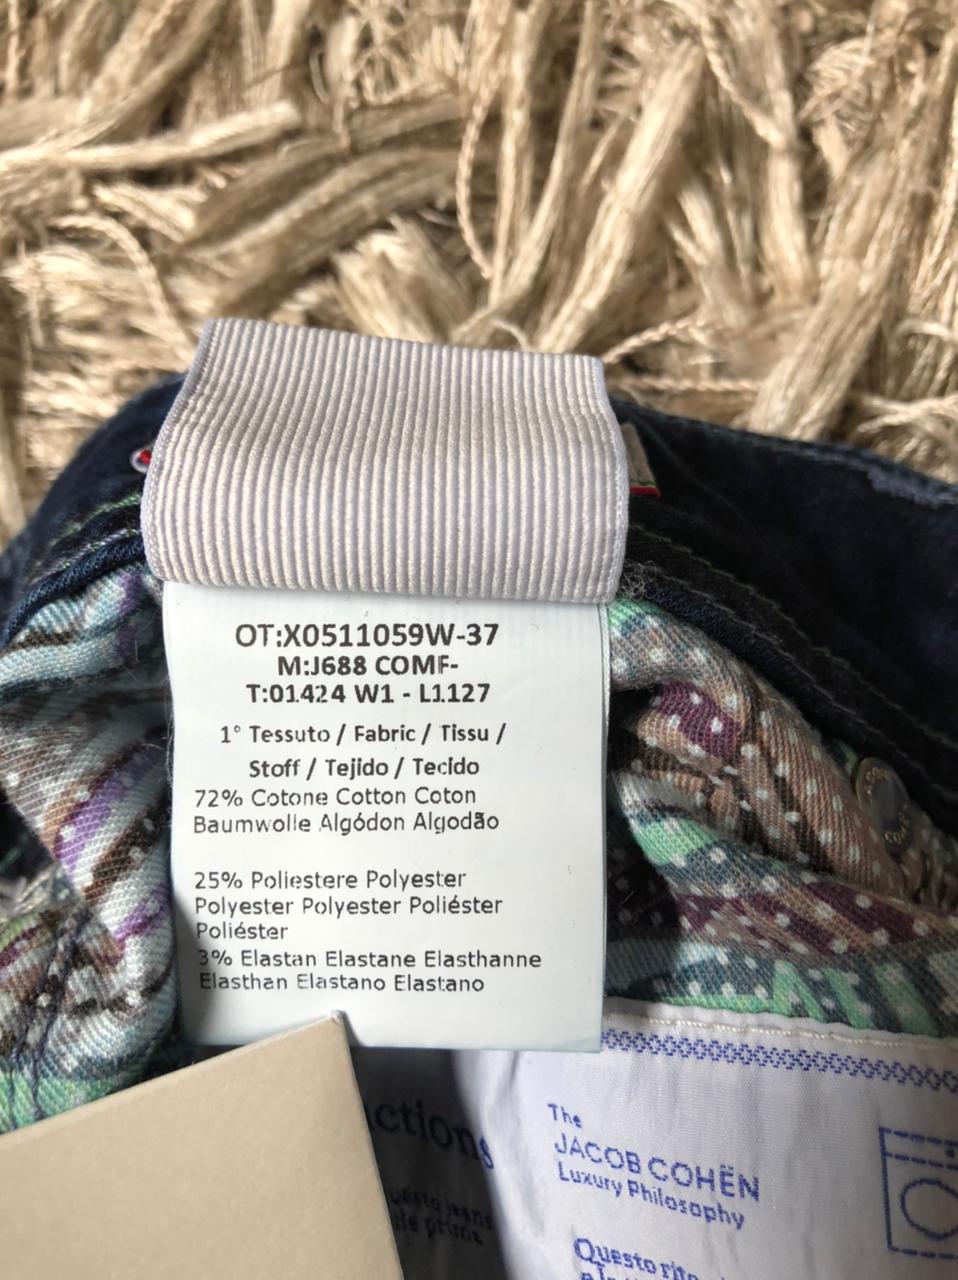 OT:X0511059W-37
M:J688 COMF-
T:01424 W1 - L1127
1° Tessuto / Fabric / Tissu /
Stoff / Tejido / Tecido
72% Cotone Cotton Coton
Baumwolle Algódon Algodão
25% Poliestere Polyester
Polyester Polyester Poliéster
Poliéster
3% Elastan Elastane Elasthanne
Elasthan Elastano Elastano
The
JACOB COHËN
Luxury Philosophy
Questo